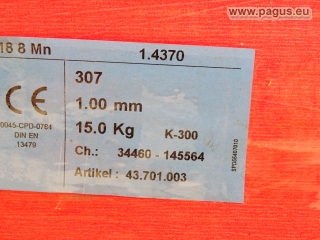 www.pagus.eu
18 8 Mn 1.4370
307
1.00 mm
15.0 Kg K-300
Ch.: 34460-145564
Artikel : 43.701.003
CE
0045-CPD-0784
DIN EN
13479